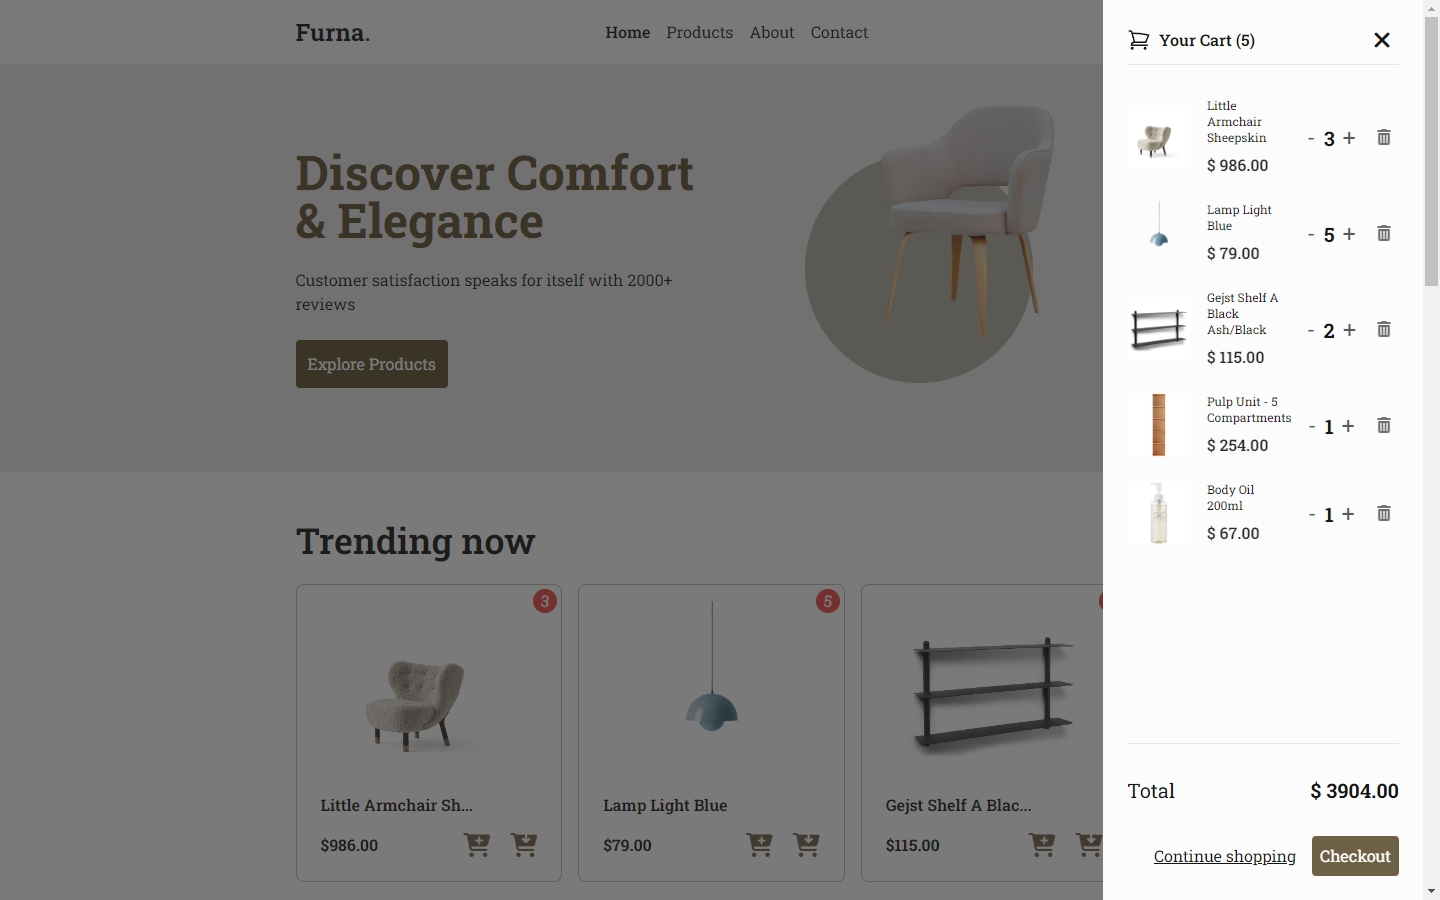 Furna.
Home Products About Contact
Discover Comfort
& Elegance
Customer satisfaction speaks for itself with 2000+
reviews
Explore Products
Trending now
3
5
Little Armchair Sh...
$986.00
Lamp Light Blue
$79.00
Gejst Shelf A Blac...
$115.00
Your Cart (5)
Little
Armchair
Sheepskin
$ 986.00
- 3 +
Lamp Light
Blue
$ 79.00
- 5 +
Gejst Shelf A
Black
Ash/Black
$ 115.00
- 2 +
Pulp Unit - 5
Compartments
$ 254.00
- 1 +
Body Oil
200ml
$ 67.00
- 1 +
Total $ 3904.00
Continue shopping Checkout